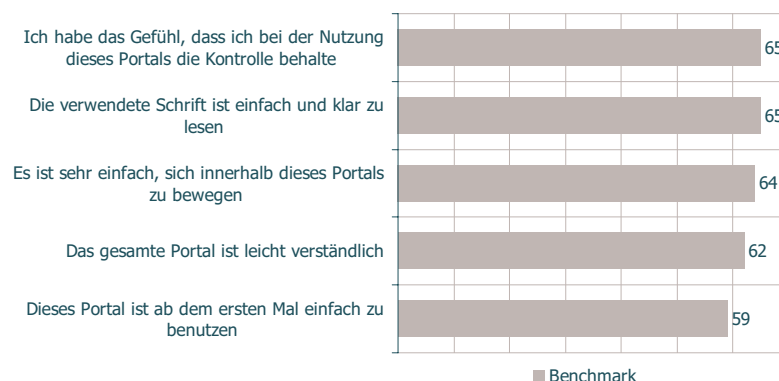 Ich habe das Gefühl, dass ich bei der Nutzung
dieses Portals die Kontrolle behalte
65
Die verwendete Schrift ist einfach und klar zu
lesen
65
Es ist sehr einfach, sich innerhalb dieses Portals
zu bewegen
64
Das gesamte Portal ist leicht verständlich
62
Dieses Portal ist ab dem ersten Mal einfach zu
benutzen
59
Benchmark